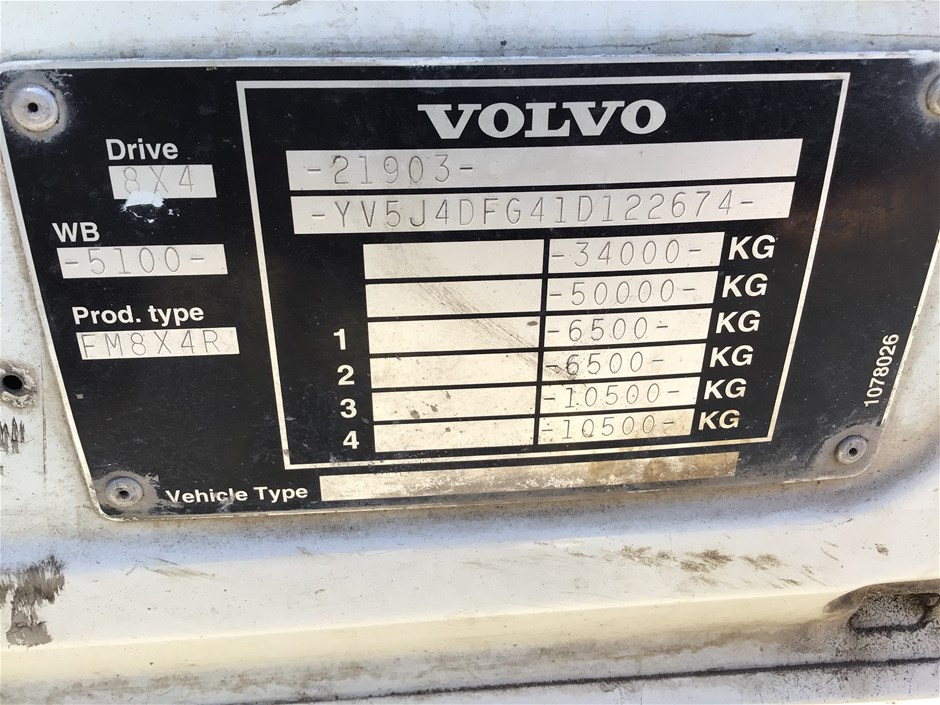 VOLVO
-21903-
-YV5J4DFG41D122674-
Drive
8X4
WB
-5100-
Prod. type
FM8X4R
-34000- KG
-50000- KG
1 -6500- KG
2 -6500- KG
3 -10500- KG
4 -10500- KG
Vehicle Type
1078026